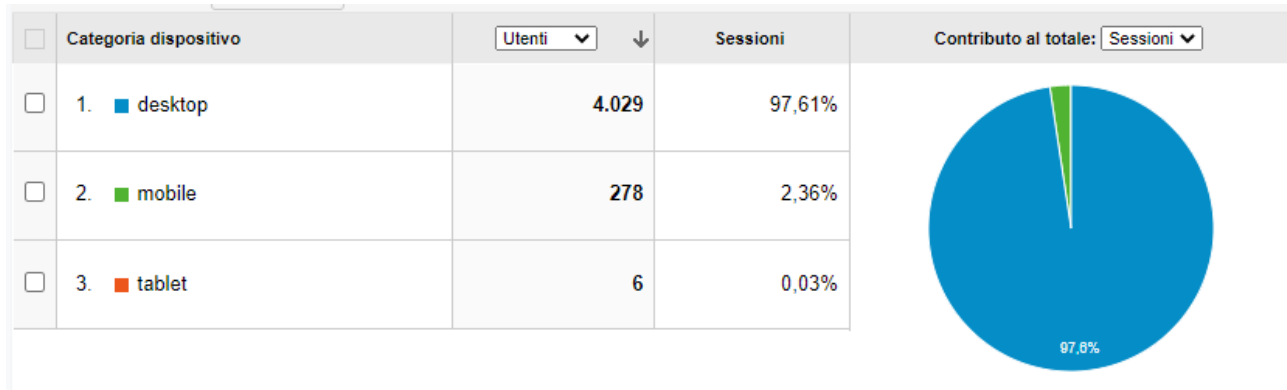 Categoria dispositivo Utenti Sessioni Contributo al totale: Sessioni
1. desktop 4.029 97,61%
2. mobile 278 2,36%
3. tablet 6 0,03%
97,6%